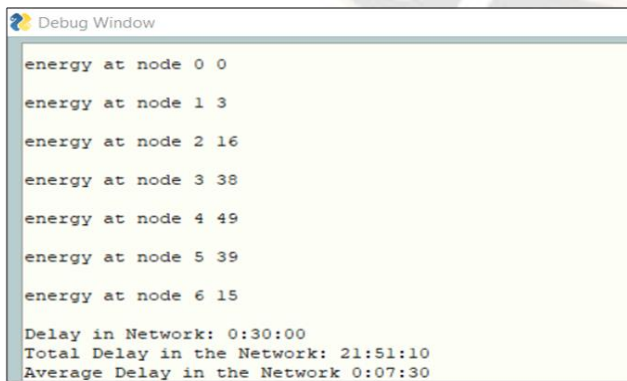 Debug Window
energy at node 0 0
energy at node 1 3
energy at node 2 16
energy at node 3 38
energy at node 4 49
energy at node 5 39
energy at node 6 15
Delay in Network: 0:30:00
Total Delay in the Network: 21:51:10
Average Delay in the Network 0:07:30